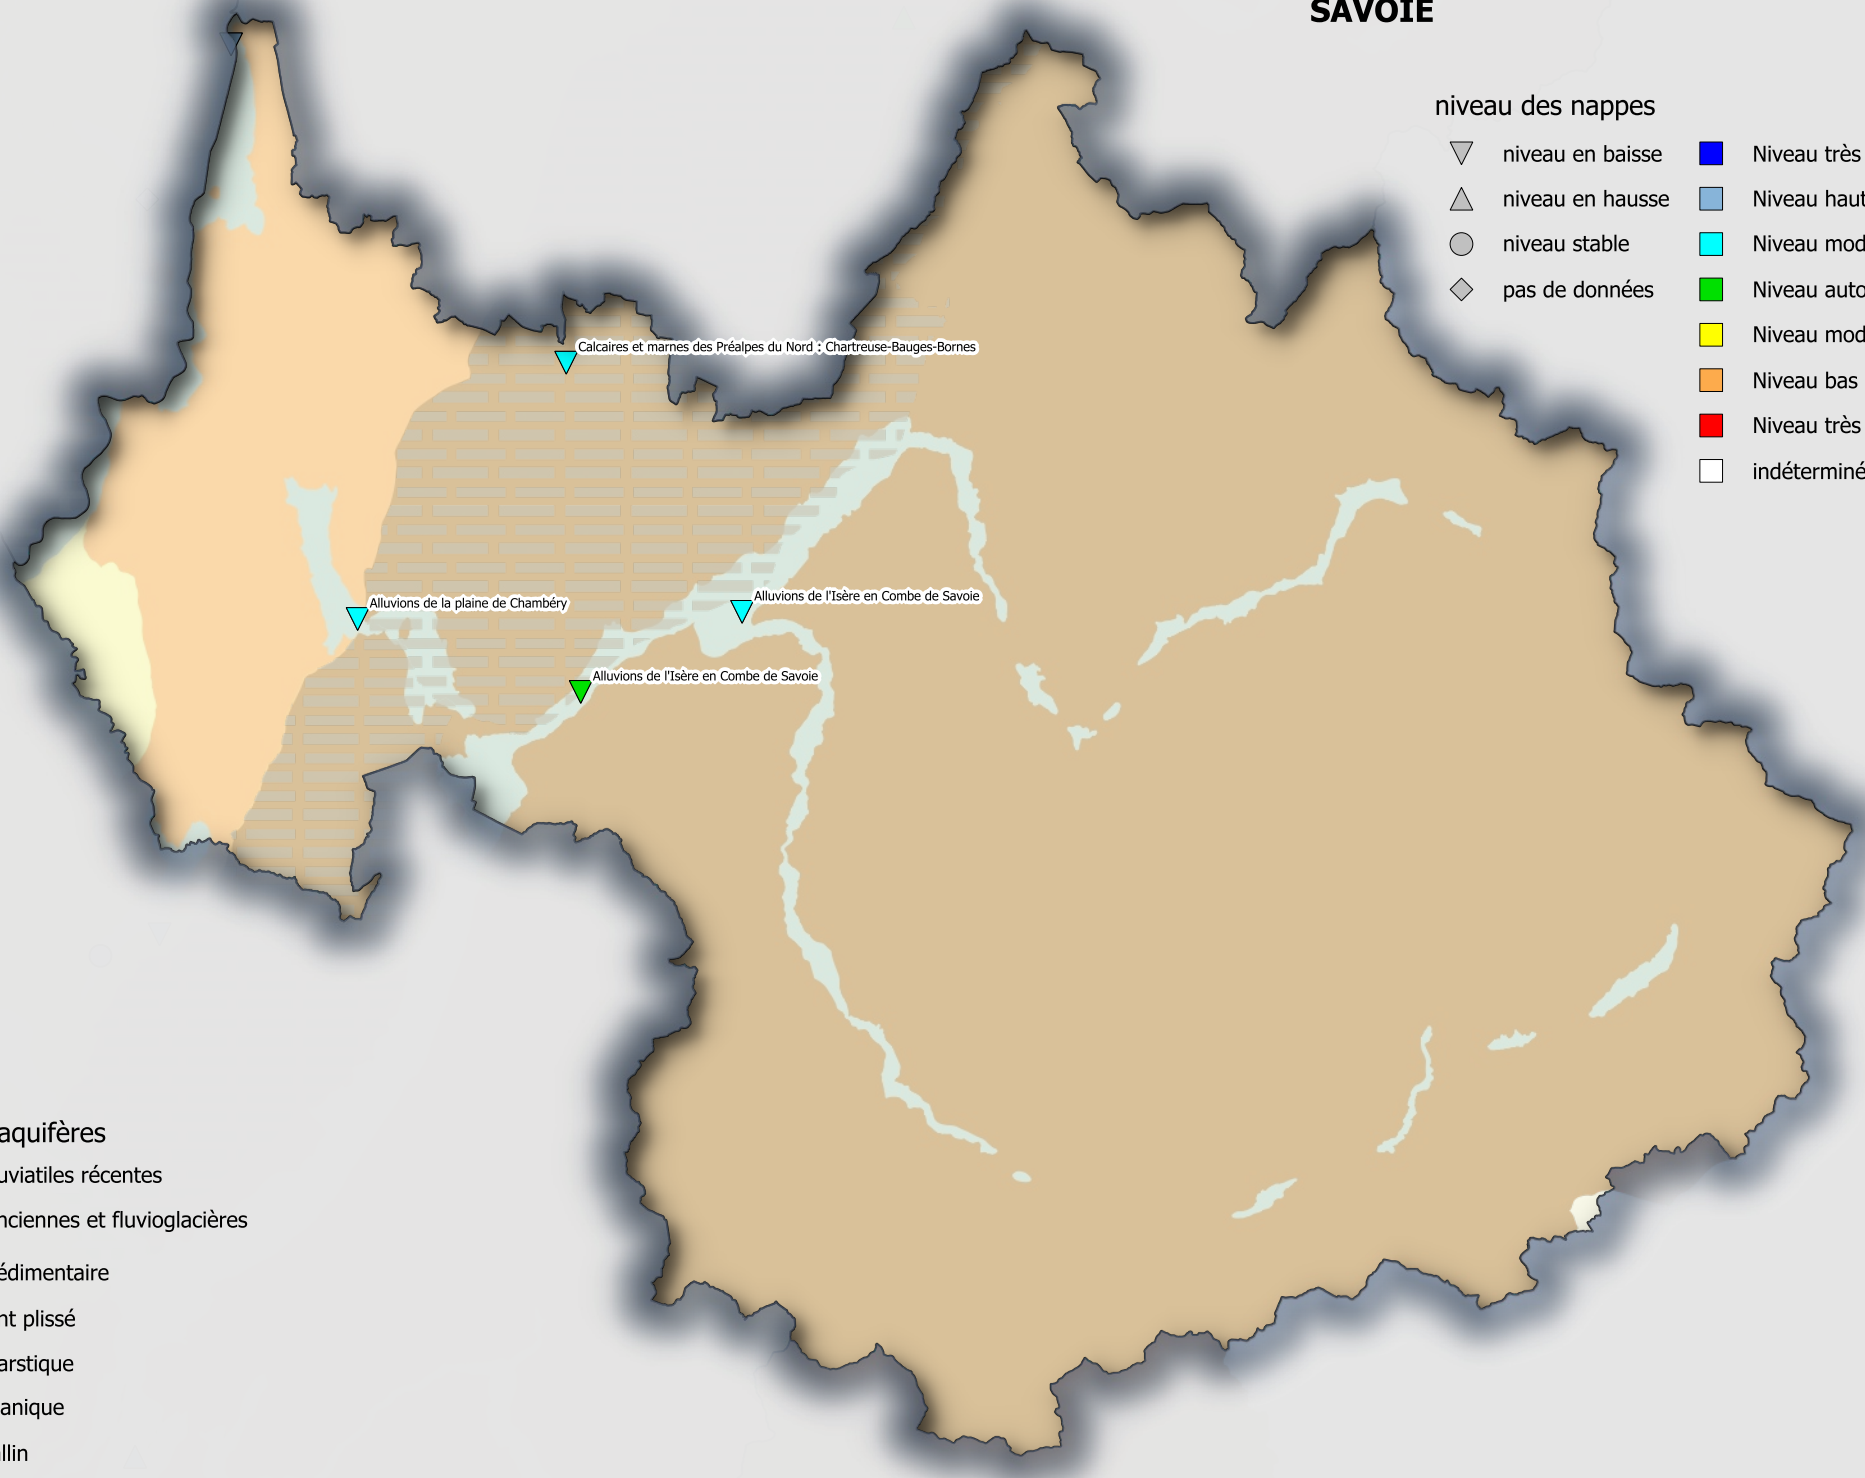 SAVOIE
niveau des nappes
niveau en baisse
Niveau très
niveau en hausse
Niveau haut
niveau stable
Niveau mod
pas de données
Niveau auto
Niveau mod
Niveau bas
Niveau très
indéterminé
Calcaires et marnes des Préalpes du Nord : Chartreuse-Bauges-Bornes
Alluvions de l'Isère en Combe de Savoie
Alluvions de la plaine de Chambéry
Alluvions de l'Isère en Combe de Savoie
aquifères
uviatiles récentes
nciennes et fluvioglacières
édimentaire
nt plissé
arstique
anique
llin